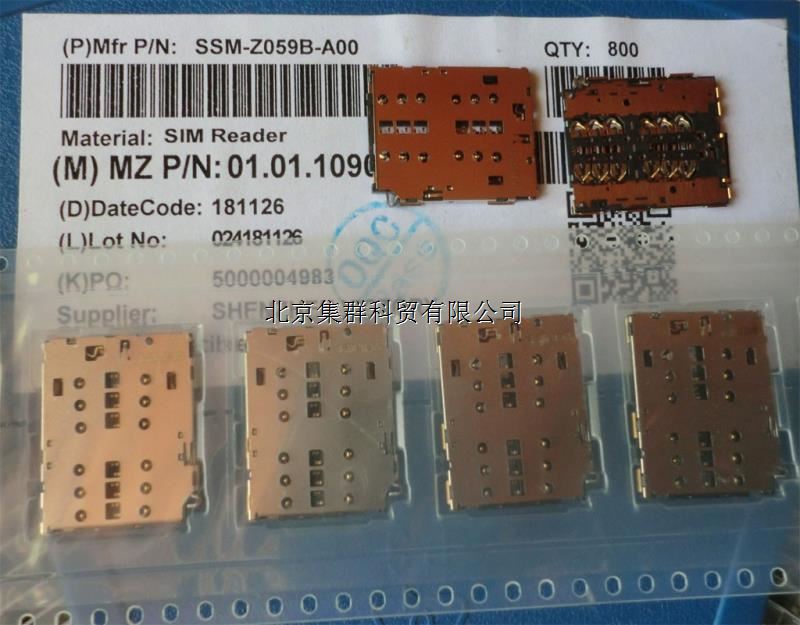 (P)Mfr P/N: SSM-Z059B-A00
QTY: 800
Material: SIM Reader
(M) MZ P/N: 01.01.1090
(D)DateCode: 181126
(L)Lot No: 024181126
(K)PO: 5000004983
Supplier:
北京集群科贸有限公司
OQC